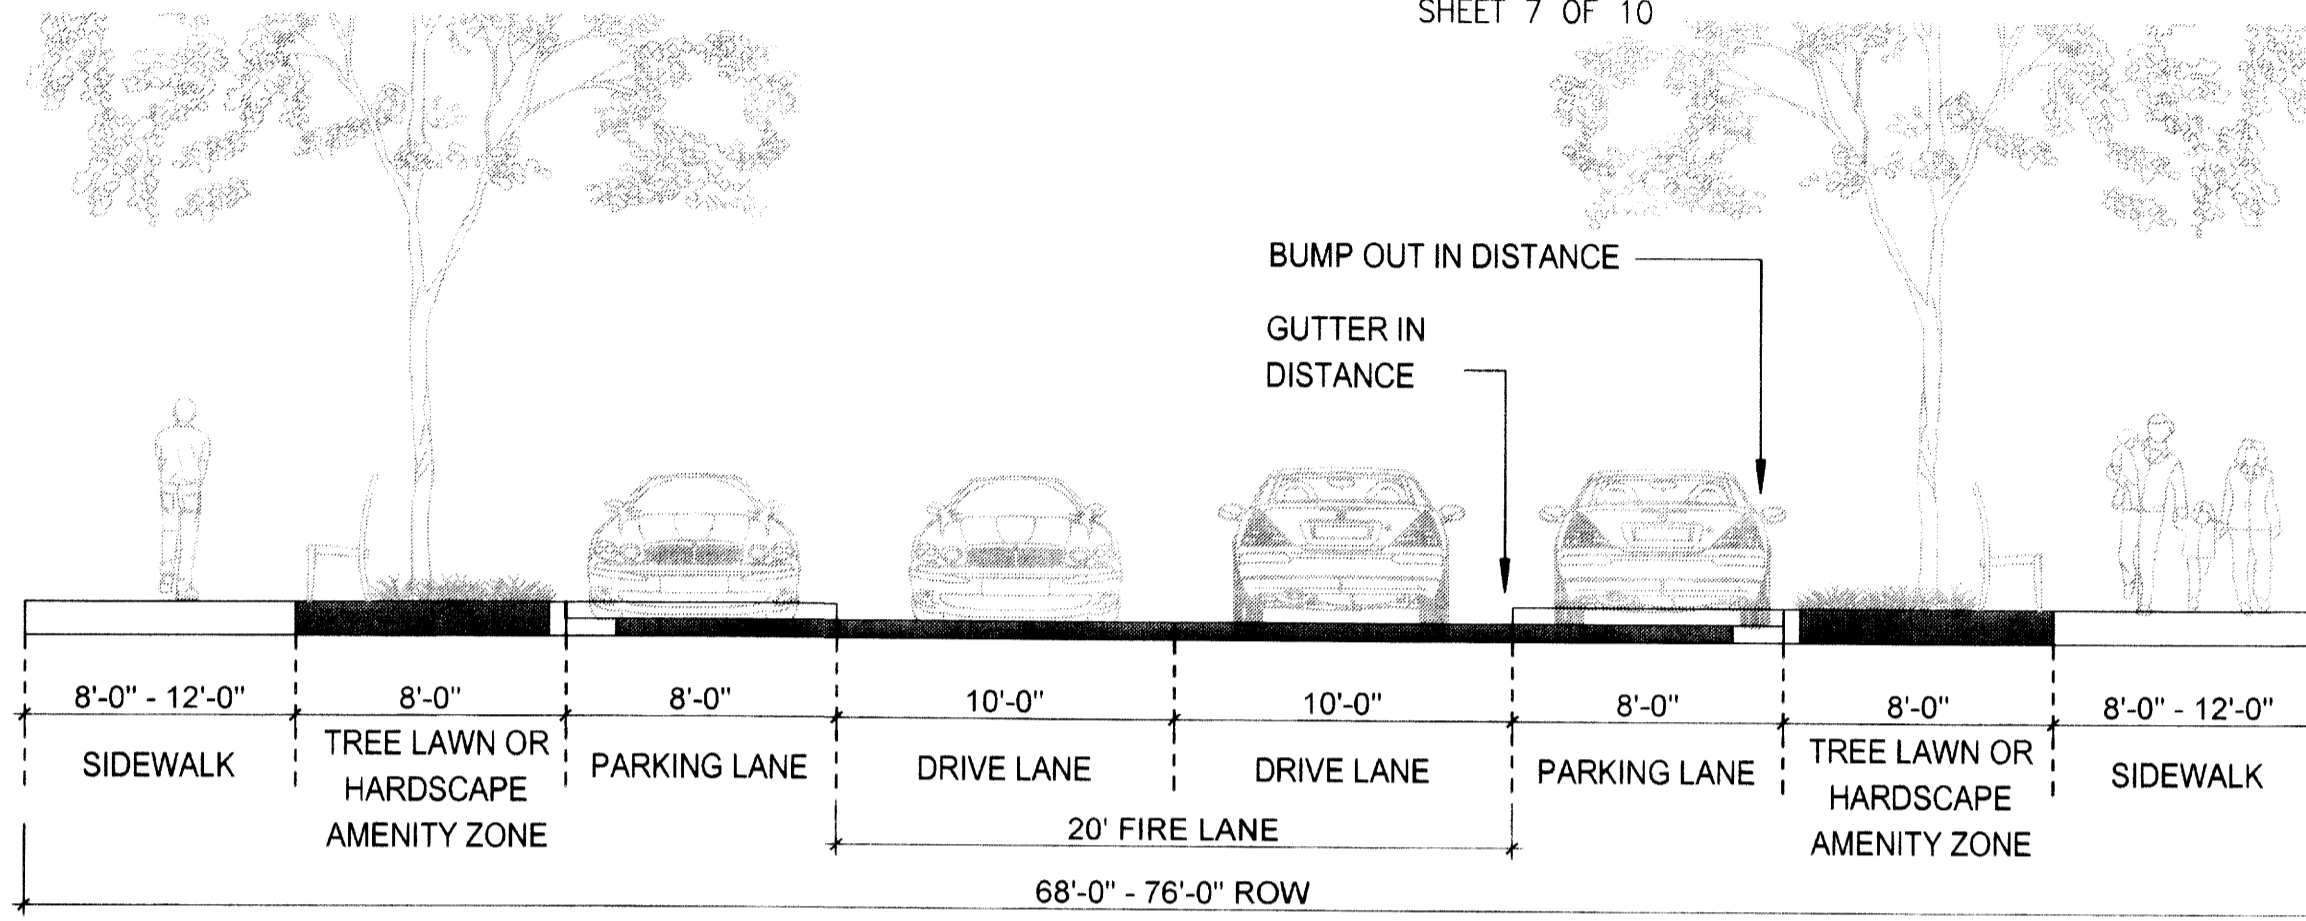 SHEET 7 OF 10
BUMP OUT IN DISTANCE
GUTTER IN
DISTANCE
8'-0" - 12'-0"
8'-0"
8'-0"
10'-0"
10'-0"
8'-0"
8'-0"
8'-0" - 12'-0"
SIDEWALK
TREE LAWN OR
HARDSCAPE
AMENITY ZONE
PARKING LANE
DRIVE LANE
DRIVE LANE
PARKING LANE
TREE LAWN OR
HARDSCAPE
AMENITY ZONE
SIDEWALK
20' FIRE LANE
68'-0" - 76'-0" ROW